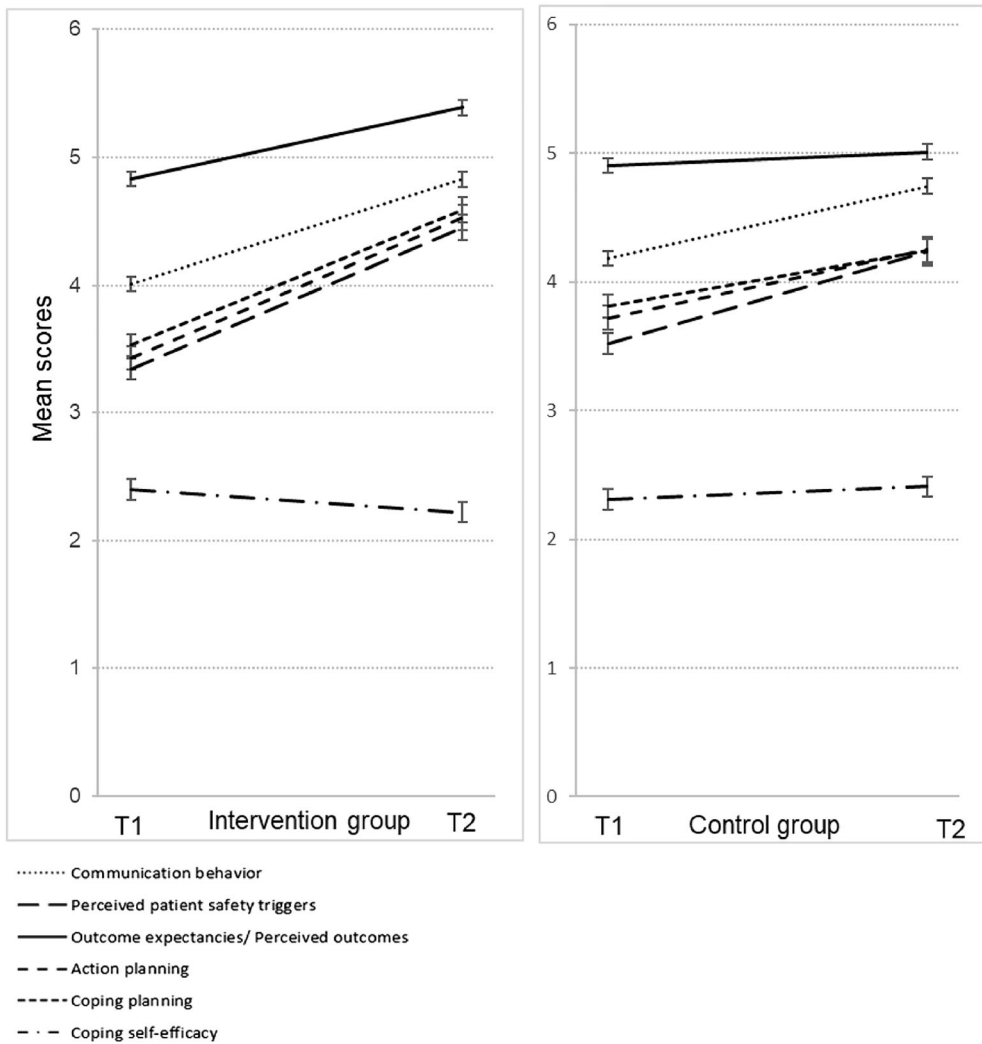 6
5
4
3
2
1
0
Mean scores
T1 Intervention group T2
6
5
4
3
2
1
0
T1 Control group T2
Communication behavior
Perceived patient safety triggers
Outcome expectancies/ Perceived outcomes
Action planning
Coping planning
Coping self-efficacy